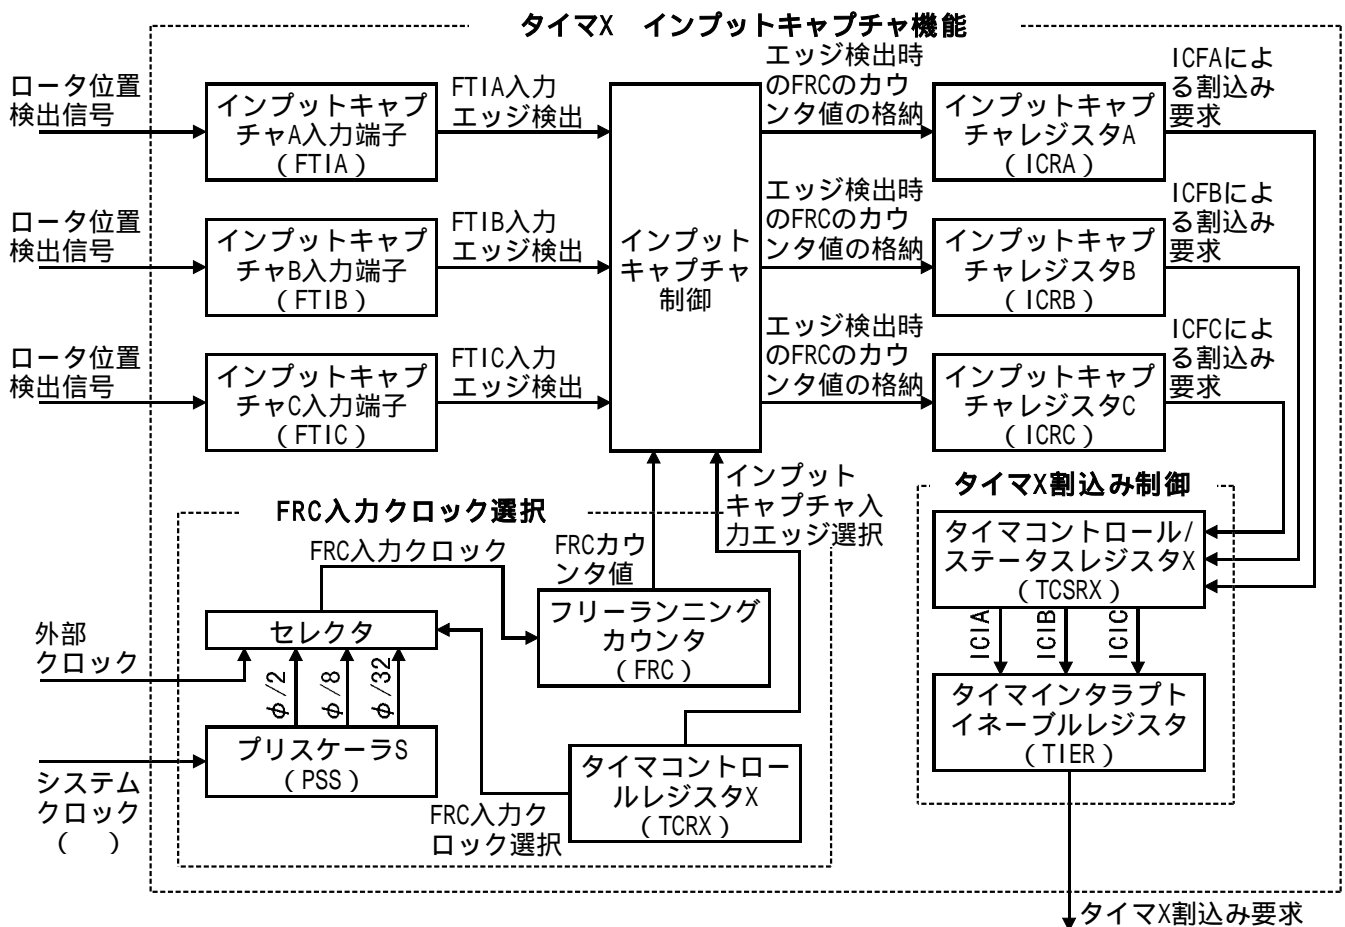 タイマX　インプットキャプチャ機能
ロータ位置
検出信号
インプットキャプ
チャA入力端子
(FTIA)
FTIA入力
エッジ検出
エッジ検出時
のFRCのカウ
ンタ値の格納
インプットキャプ
チャレジスタA
(ICRA)
ICFAによ
る割込み
要求
ロータ位置
検出信号
インプットキャプ
チャB入力端子
(FTIB)
FTIB入力
エッジ検出
インプット
キャプチャ
制御
エッジ検出時
のFRCのカウ
ンタ値の格納
インプットキャプ
チャレジスタB
(ICRB)
ICFBによ
る割込み
要求
ロータ位置
検出信号
インプットキャプ
チャC入力端子
(FTIC)
FTIC入力
エッジ検出
エッジ検出時
のFRCのカウ
ンタ値の格納
インプットキャプ
チャレジスタC
(ICRC)
ICFCによ
る割込み
要求
FRC入力クロック選択
FRC入力クロック
FRCカウ
ンタ値
インプット
キャプチャ入
力エッジ選択
外部
クロック
セレクタ
フリーランニング
カウンタ
(FRC)
φ/2
φ/8
φ/32
システム
クロック
(　)
プリスケーラS
(PSS)
FRC入力ク
ロック選択
タイマコントロー
ルレジスタX
(TCRX)
タイマX割込み制御
タイマコントロール/
ステータスレジスタX
(TCSRX)
ICIA
ICIB
ICIC
タイマインタラプト
イネーブルレジスタ
(TIER)
タイマX割込み要求